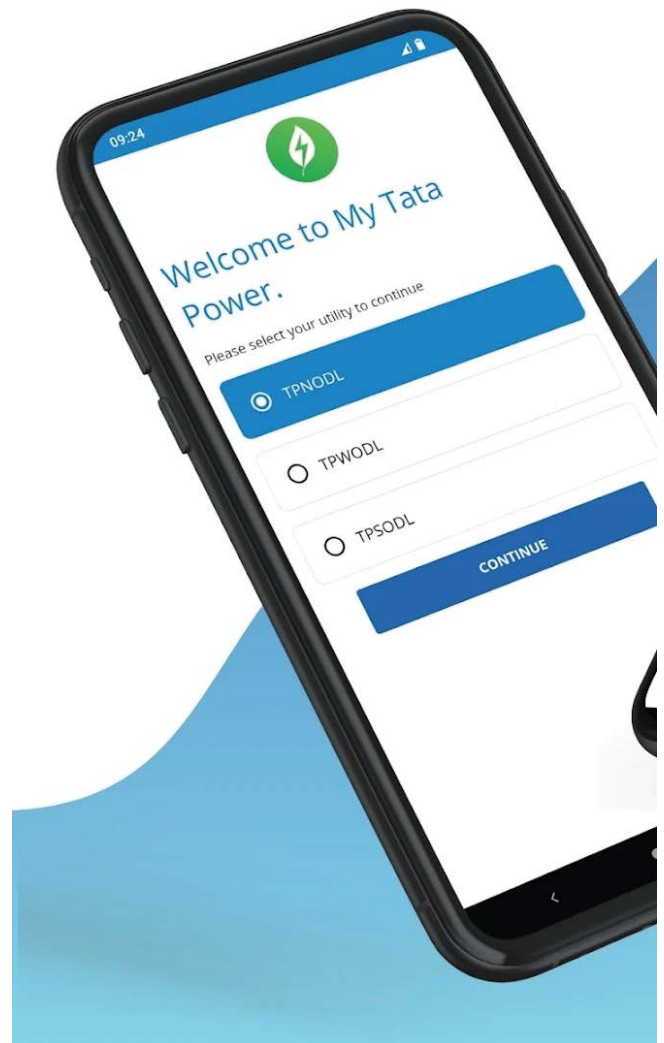 09:24
Welcome to My Tata
Power.
Please select your utility to continue
TPNODL
TPWODL
TPSODL
CONTINUE